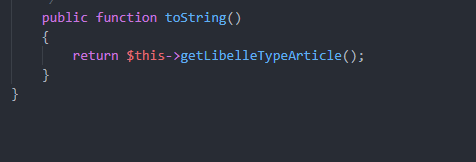 public function toString()
{
return $this->getLibelleTypeArticle();
}
}